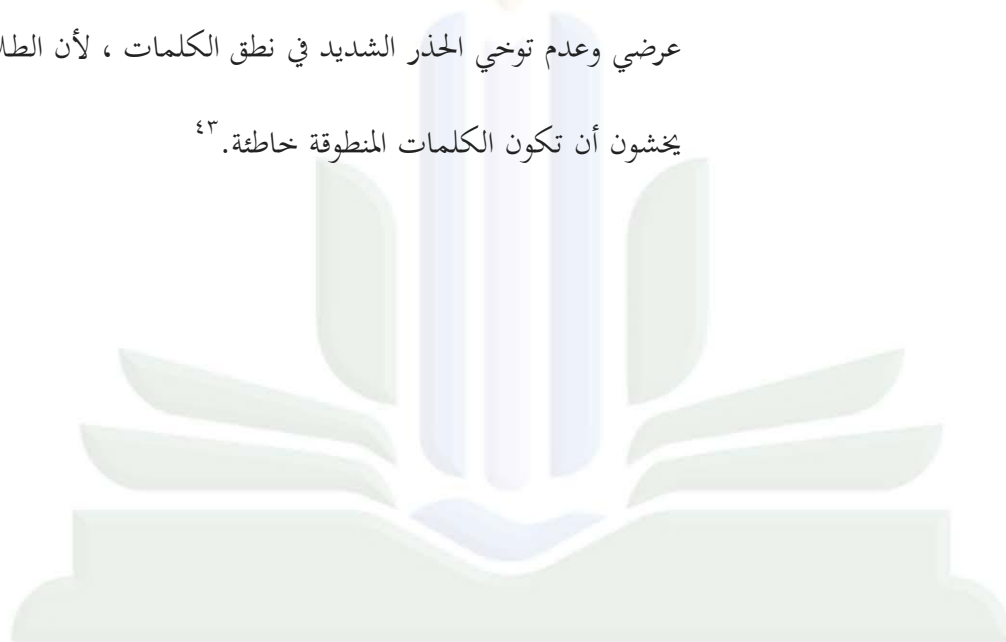 عرضي وعدم توخي الحذر الشديد في نطق الكلمات ، لأن
يخشون أن تكون الكلمات المنطوقة خاطئة.٤٣